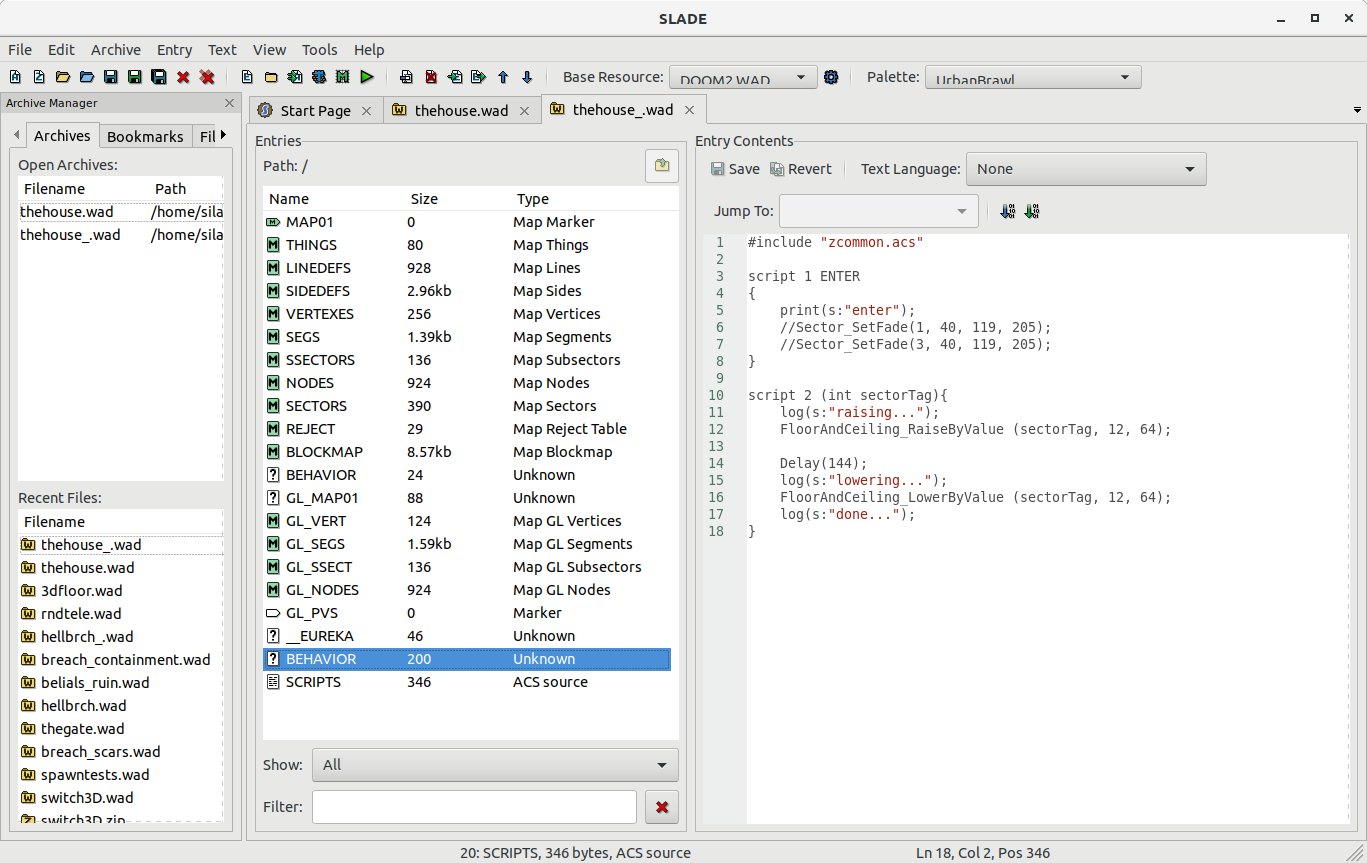 SLADE
File Edit Archive Entry Text View Tools Help
Base Resource: DOOM2.WAD Palette: UrbanBrawl
Archive Manager
Start Page thehouse.wad thehouse_.wad
Archives Bookmarks Fil
Open Archives:
Filename Path
thehouse.wad /home/sila
thehouse_.wad /home/sila
Recent Files:
Filename
thehouse_.wad
thehouse.wad
3dfloor.wad
rndtele.wad
hellbrch_.wad
breach_containment.wad
belials_ruin.wad
hellbrch.wad
thegate.wad
breach_scars.wad
spawntests.wad
switch3D.wad
switch3D.zip
Entries
Path: /
Name Size Type
MAP01 0 Map Marker
THINGS 80 Map Things
LINEDEFS 928 Map Lines
SIDEDEFS 2.96kb Map Sides
VERTEXES 256 Map Vertices
SEGS 1.39kb Map Segments
SSECTORS 136 Map Subsectors
NODES 924 Map Nodes
SECTORS 390 Map Sectors
REJECT 29 Map Reject Table
BLOCKMAP 8.57kb Map Blockmap
BEHAVIOR 24 Unknown
GL_MAP01 88 Unknown
GL_VERT 124 Map GL Vertices
GL_SEGS 1.59kb Map GL Segments
GL_SSECT 136 Map GL Subsectors
GL_NODES 924 Map GL Nodes
GL_PVS 0 Marker
__EUREKA 46 Unknown
BEHAVIOR 200 Unknown
SCRIPTS 346 ACS source
Show: All
Filter:
Entry Contents
Save Revert Text Language: None
Jump To:
1 #include "zcommon.acs"
2
3 script 1 ENTER
4 {
5 print(s:"enter");
6 //Sector_SetFade(1, 40, 119, 205);
7 //Sector_SetFade(3, 40, 119, 205);
8 }
9
10 script 2 (int sectorTag){
11 log(s:"raising...");
12 FloorAndCeiling_RaiseByValue (sectorTag, 12, 64);
13
14 Delay(144);
15 log(s:"lowering...");
16 FloorAndCeiling_LowerByValue (sectorTag, 12, 64);
17 log(s:"done...");
18 }
20: SCRIPTS, 346 bytes, ACS source Ln 18, Col 2, Pos 346